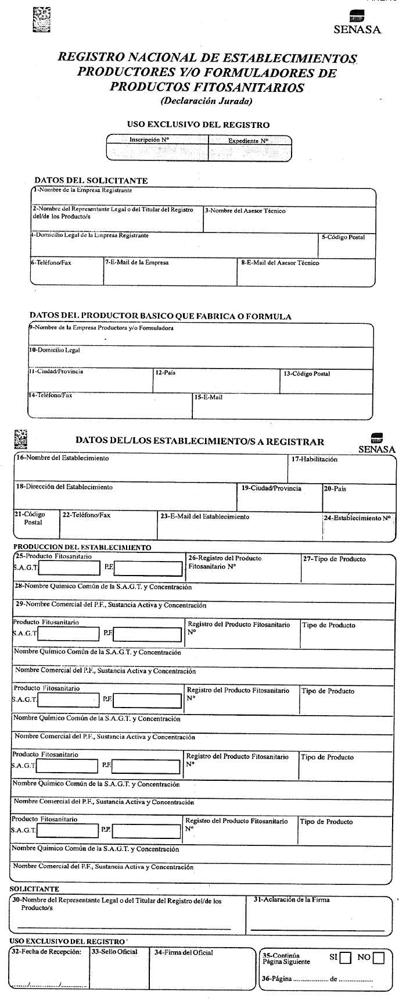 SENASA
REGISTRO NACIONAL DE ESTABLECIMIENTOS
PRODUCTORES Y/O FORMULADORES DE
PRODUCTOS FITOSANITARIOS
(Declaración Jurada)
USO EXCLUSIVO DEL REGISTRO
Inscripción Nº Expediente Nº
DATOS DEL SOLICITANTE
1-Nombre de la Empresa Registrante
2-Nombre del Representante Legal o del Titular del Registro
del/de los Producto/s
3-Nombre del Asesor Técnico
4-Domicilio Legal de la Empresa Registrante
5-Código Postal
6-Teléfono/Fax
7-E-Mail de la Empresa
8-E-Mail del Asesor Técnico
DATOS DEL PRODUCTOR BASICO QUE FABRICA O FORMULA
9-Nombre de la Empresa Productora y/o Formuladora
10-Domicilio Legal
11-Ciudad/Provincia
12-País
13-Código Postal
14-Teléfono/Fax
15-E-Mail
DATOS DEL/LOS ESTABLECIMIENTO/S A REGISTRAR
SENASA
16-Nombre del Establecimiento
17-Habilitación
18-Dirección del Establecimiento
19-Ciudad/Provincia
20-País
21-Código
Postal
22-Teléfono/Fax
23-E-Mail del Establecimiento
24-Establecimiento Nº
PRODUCCION DEL ESTABLECIMIENTO
25-Producto Fitosanitario
S.A.G.T. P.F.
26-Registro del Producto
Fitosanitario Nº
27-Tipo de Producto
28-Nombre Químico Común de la S.A.G.T. y Concentración
29-Nombre Comercial del P.F., Sustancia Activa y Concentración
Producto Fitosanitario
S.A.G.T. P.F.
Registro del Producto Fitosanitario
Nº
Tipo de Producto
Nombre Químico Común de la S.A.G.T. y Concentración
Nombre Comercial del P.F., Sustancia Activa y Concentración
Producto Fitosanitario
S.A.G.T. P.F.
Registro del Producto Fitosanitario
Nº
Tipo de Producto
Nombre Químico Común de la S.A.G.T. y Concentración
Nombre Comercial del P.F., Sustancia Activa y Concentración
Producto Fitosanitario
S.A.G.T. P.F.
Registro del Producto Fitosanitario
Nº
Tipo de Producto
Nombre Químico Común de la S.A.G.T. y Concentración
Nombre Comercial del P.F., Sustancia Activa y Concentración
Producto Fitosanitario
S.A.G.T. P.F.
Registro del Producto Fitosanitario
Nº
Tipo de Producto
Nombre Químico Común de la S.A.G.T. y Concentración
Nombre Comercial del P.F., Sustancia Activa y Concentración
SOLICITANTE
30-Nombre del Representante Legal o del Titular del Registro del/de los
Producto/s
31-Aclaración de la Firma
USO EXCLUSIVO DEL REGISTRO
32-Fecha de Recepción:
......../............../..............
33-Sello Oficial
34-Firma del Oficial
35-Continúa
Página Siguiente
SI NO
36-Página .................... de ....................